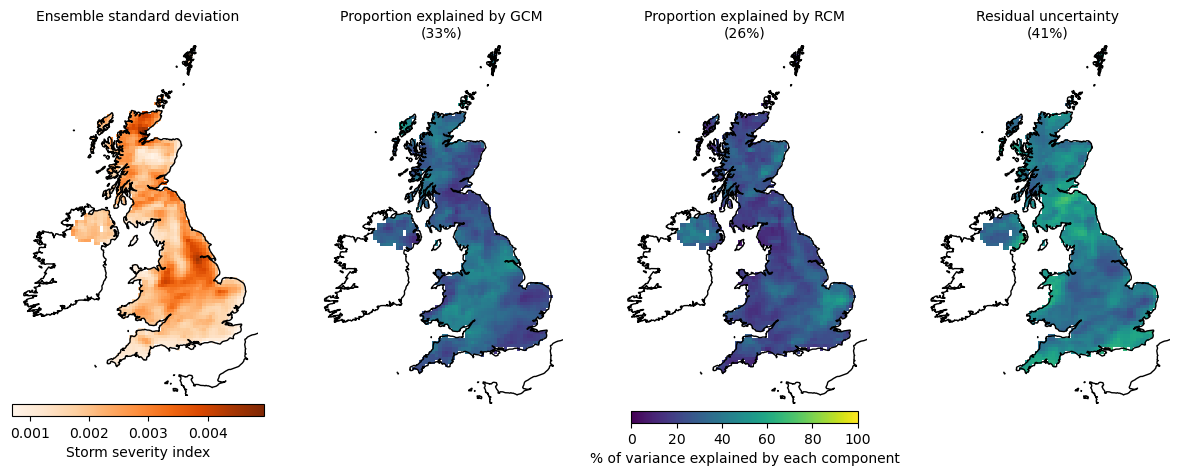 Ensemble standard deviation
Proportion explained by GCM
(33%)
Proportion explained by RCM
(26%)
Residual uncertainty
(41%)
0.001 0.002 0.003 0.004
Storm severity index
0 20 40 60 80 100
% of variance explained by each component